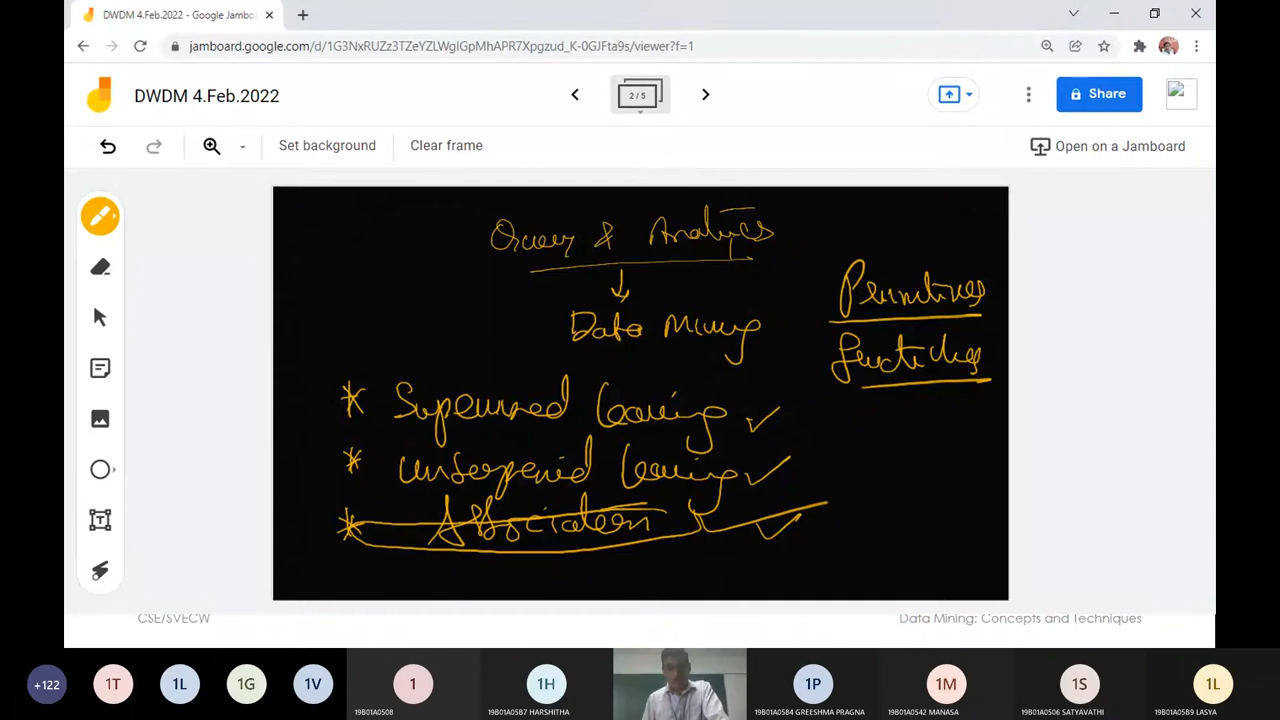 DWDM 4.Feb.2022 - Google Jambo
jamboard.google.com/d/1G3NxRUZz3TZeYZLWglGpMhAPR7Xpgzud_K-0GJFta9s/viewer?f=1
DWDM 4.Feb.2022
2 / 5
Share
Set background
Clear frame
Open on a Jamboard
Query & Analytics
Data Mining
Primitives
* Supervised learning ✓
* Unsupervised learning ✓
* Association ✓
CSE/SVECW
Data Mining: Concepts and Techniques
+122
1T
1L
1G
1V
1
1H
1P
1M
1S
1L
19B01A0508
19B01A05B7 HARSHITHA
19B01A0584 GREESHMA PRAGNA
19B01A0542 MANASA
19B01A0506 SATYAVATHI
19B01A05B9 LASYA